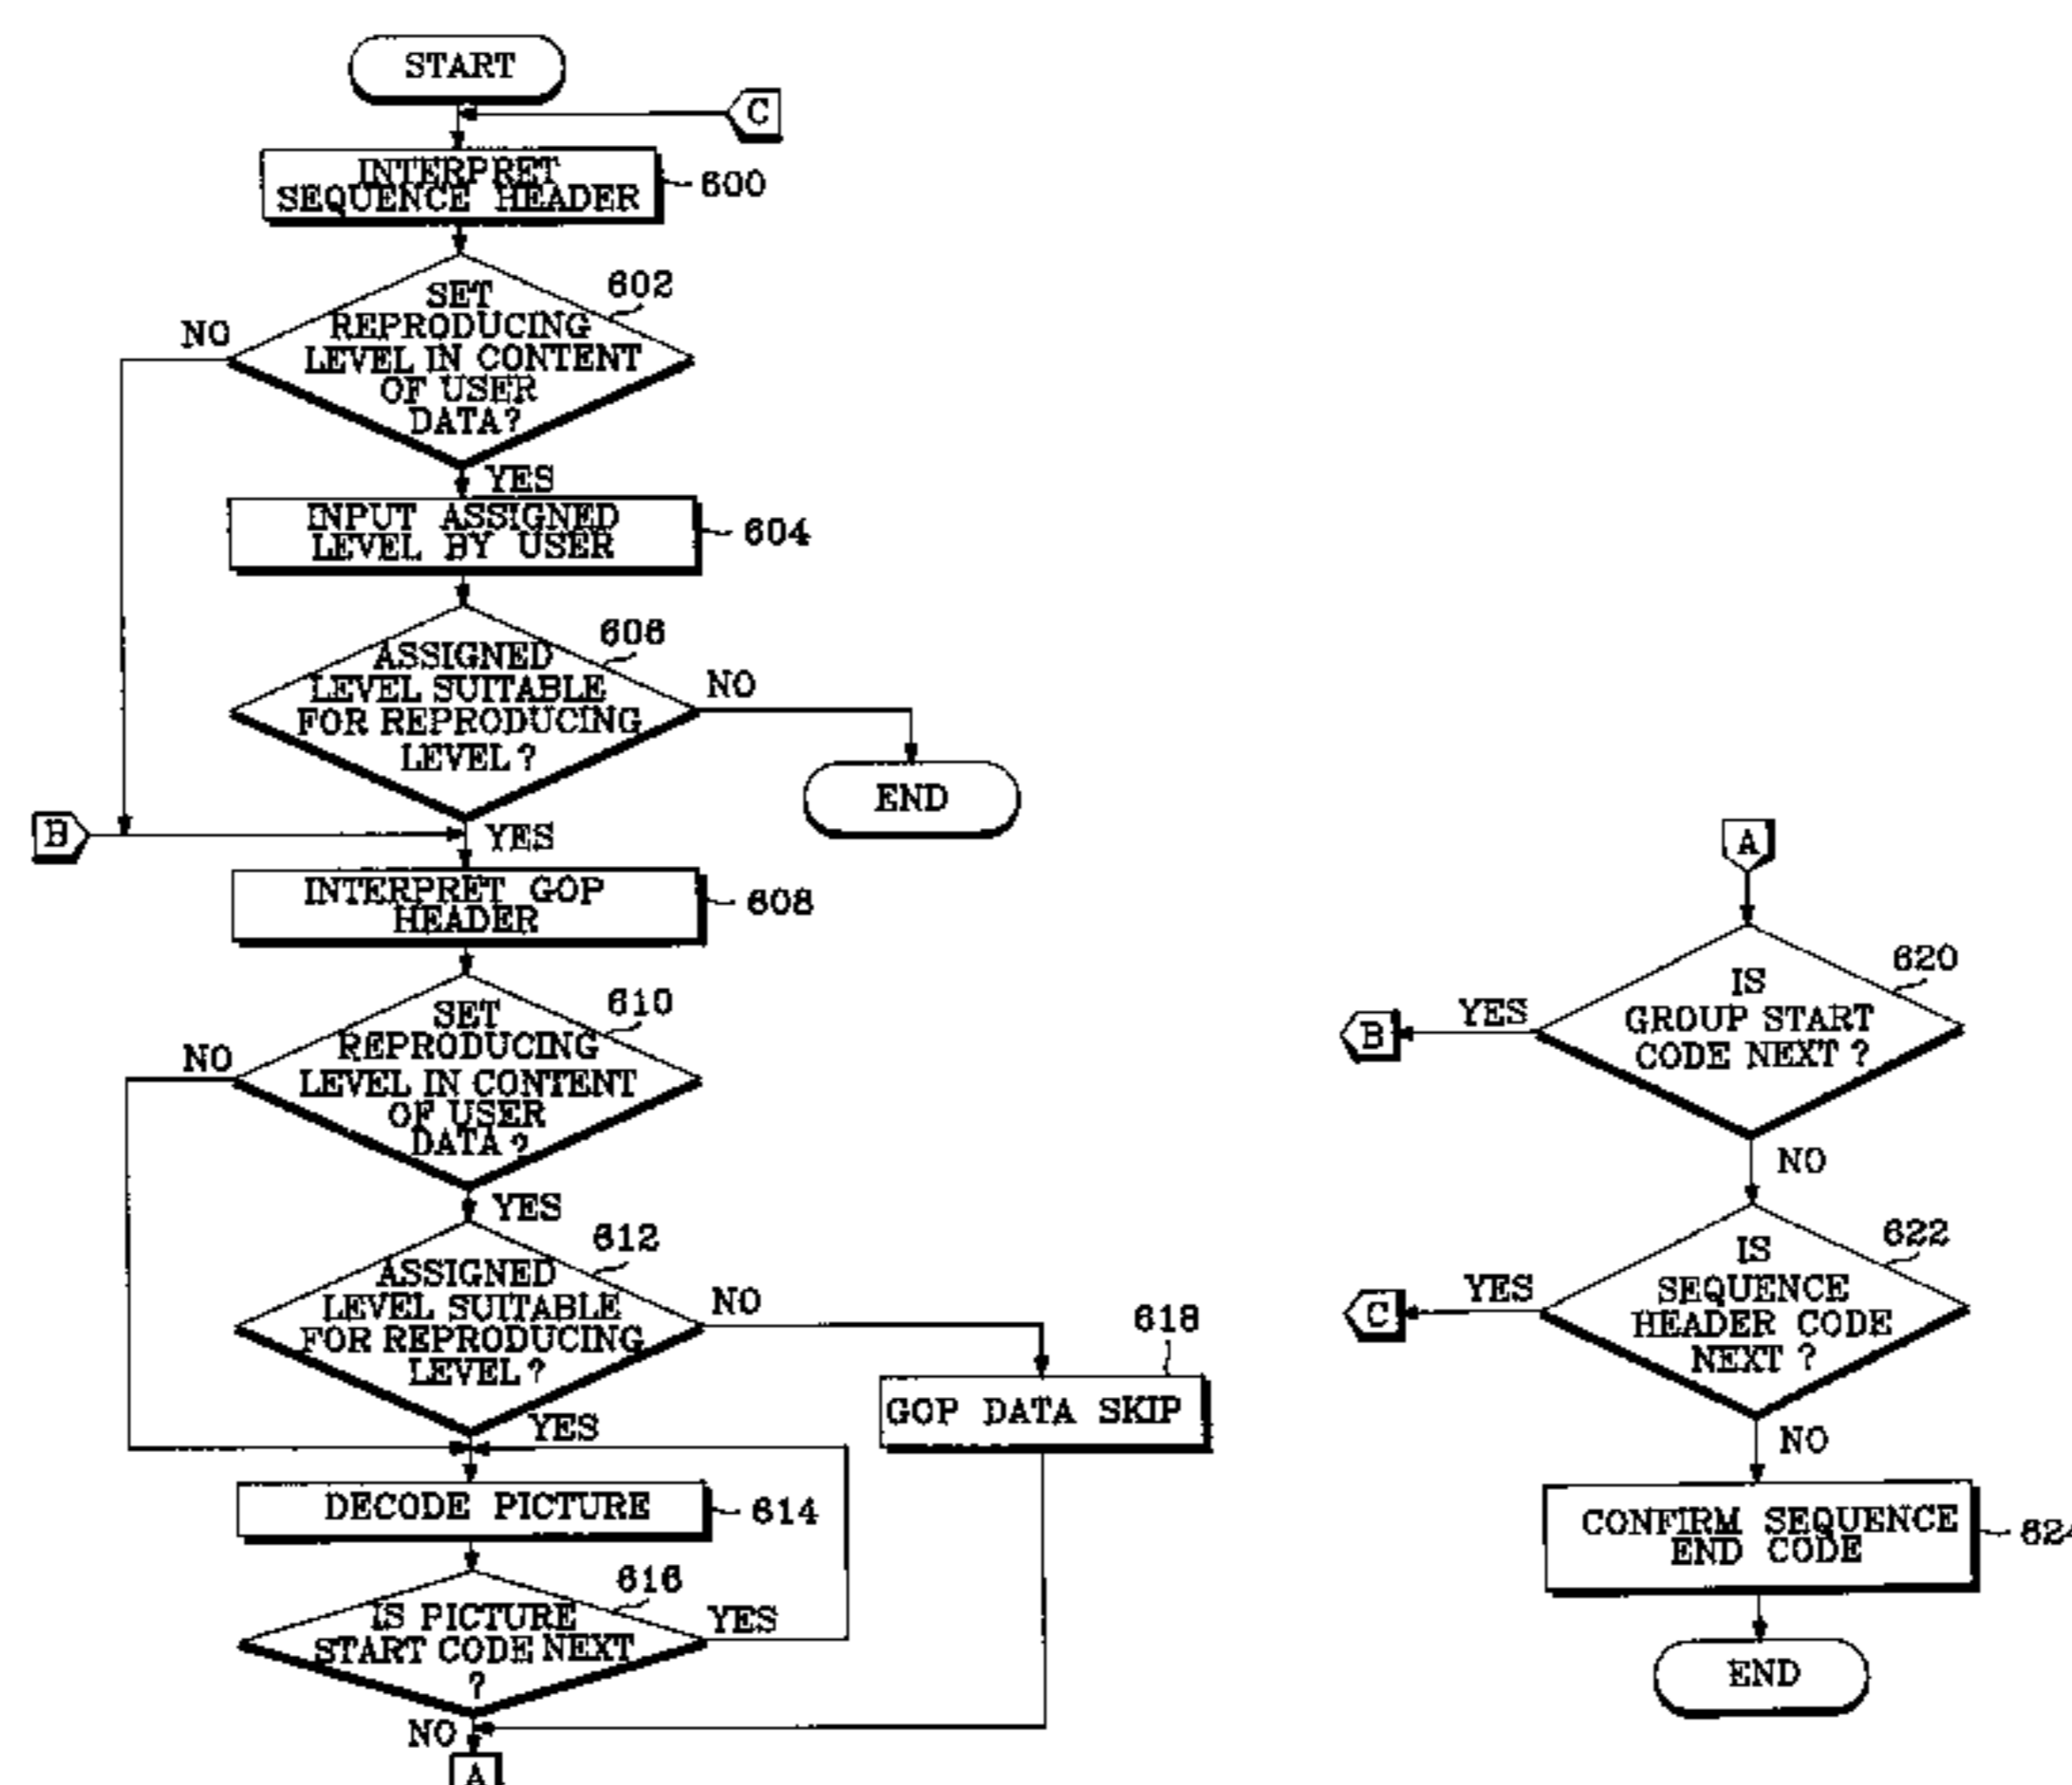 START
C
INTERPRET
SEQUENCE HEADER
600
602
SET
REPRODUCING
LEVEL IN CONTENT
OF USER
DATA?
NO
YES
INPUT ASSIGNED
LEVEL BY USER
604
606
ASSIGNED
LEVEL SUITABLE
FOR REPRODUCING
LEVEL?
NO
END
B
YES
INTERPRET GOP
HEADER
608
610
SET
REPRODUCING
LEVEL IN CONTENT
OF USER
DATA?
NO
YES
612
ASSIGNED
LEVEL SUITABLE
FOR REPRODUCING
LEVEL?
NO
618
GOP DATA SKIP
YES
DECODE PICTURE
614
616
IS PICTURE
START CODE NEXT
?
YES
NO
A
A
620
IS
GROUP START
CODE NEXT?
YES
B
NO
622
IS
SEQUENCE
HEADER CODE
NEXT?
YES
C
NO
CONFIRM SEQUENCE
END CODE
624
END